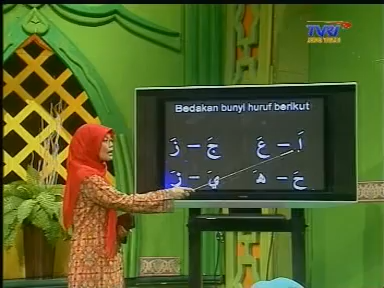 TVRI
Bedakan bunyi huruf berikut
اَ – عَ    جَ – زَ
حَ – هَ    يَ – زَ